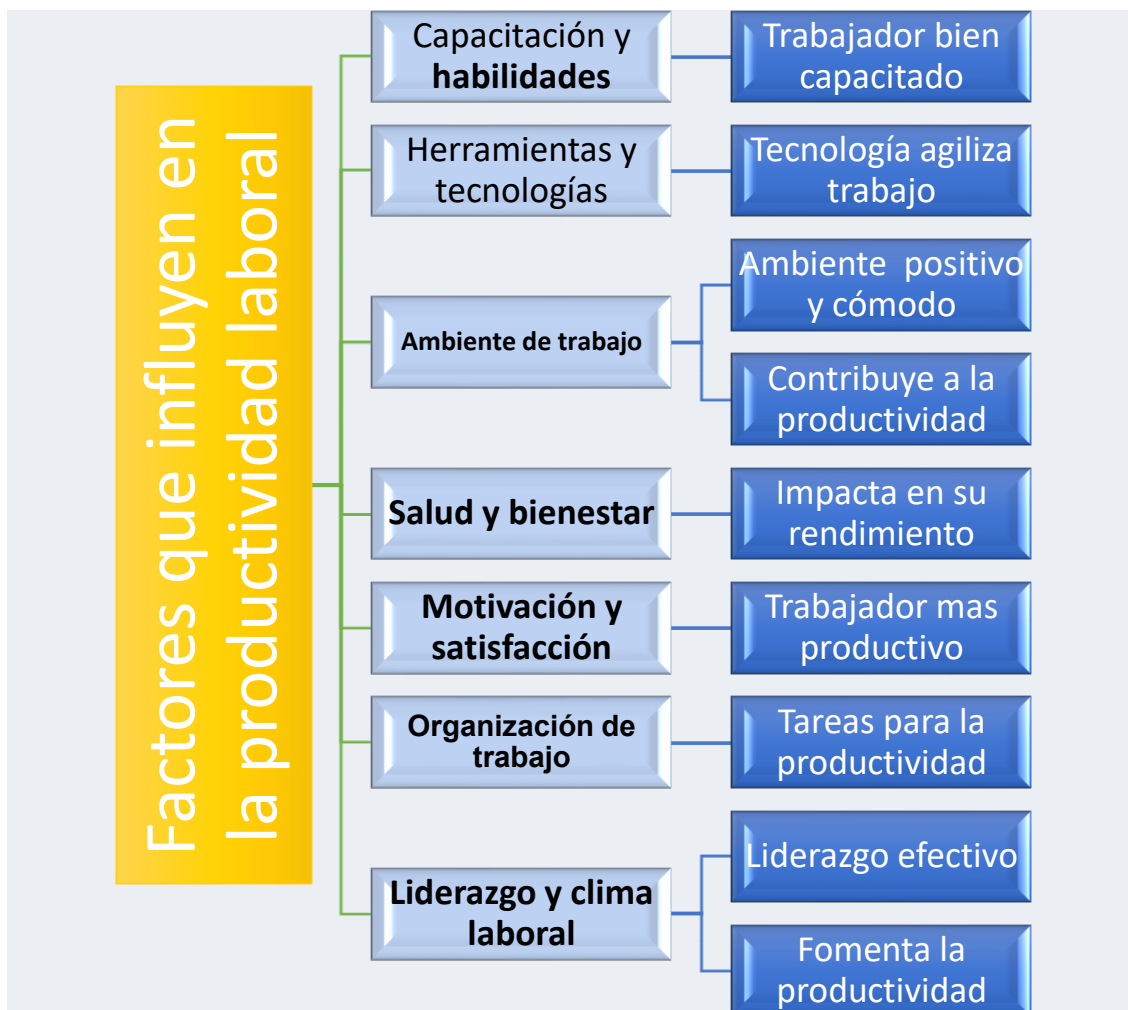 Factores que influyen en
la productividad laboral
Capacitación y
habilidades
Trabajador bien
capacitado
Herramientas y
tecnologías
Tecnología agiliza
trabajo
Ambiente de trabajo
Ambiente  positivo
y cómodo
Contribuye a la
productividad
Salud y bienestar
Impacta en su
rendimiento
Motivación y
satisfacción
Trabajador mas
productivo
Organización de
trabajo
Tareas para la
productividad
Liderazgo y clima
laboral
Liderazgo efectivo
Fomenta la
productividad